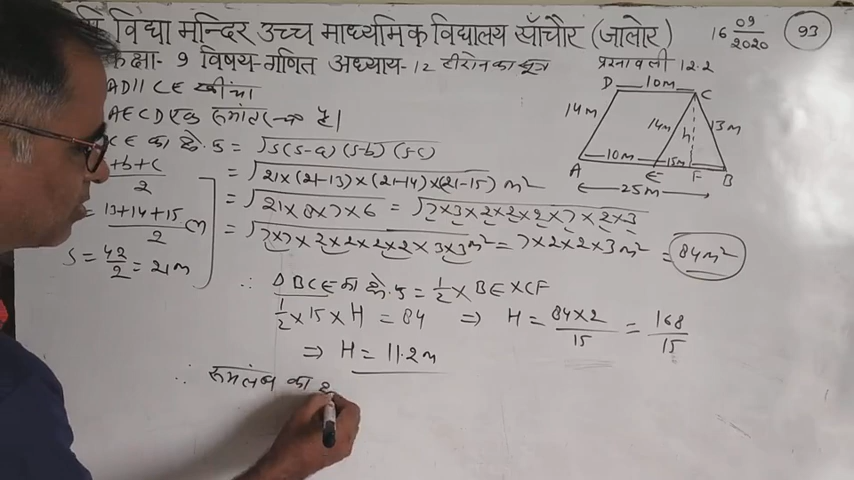 विद्या मन्दिर उच्च माध्यमिक विद्यालय साँचौर (जालोर)
16 09/2020
93
कक्षा- 9 विषय-गणित अध्याय-12 हीरोन का सूत्र
प्रश्नावली 12.2
AD॥CE खींचा
AECD एक समांतर
है।
CE का क्षे.फ = √s(s-a)(s-b)(s-c)
+b+c/2
= √21×(21-13)×(21-14)×(21-15) m²
= 13+14+15/2 m
= √21×8×7×6 = √7×3×2×2×2×7×2×3
= √7×7×2×2×2×2×3×3 m² = 7×2×2×3 m² = 84m²
S = 42/2 = 21m
∴ ΔBCE का क्षे.फ = 1/2 × BE × CF
1/2 × 15 × H = 84 ⇒ H = 84×2/15 = 168/15
⇒ H = 11.2 m
∴ समलंब का
D 10m C
14m 14m h 13m
A 10m E 15m F B
25m